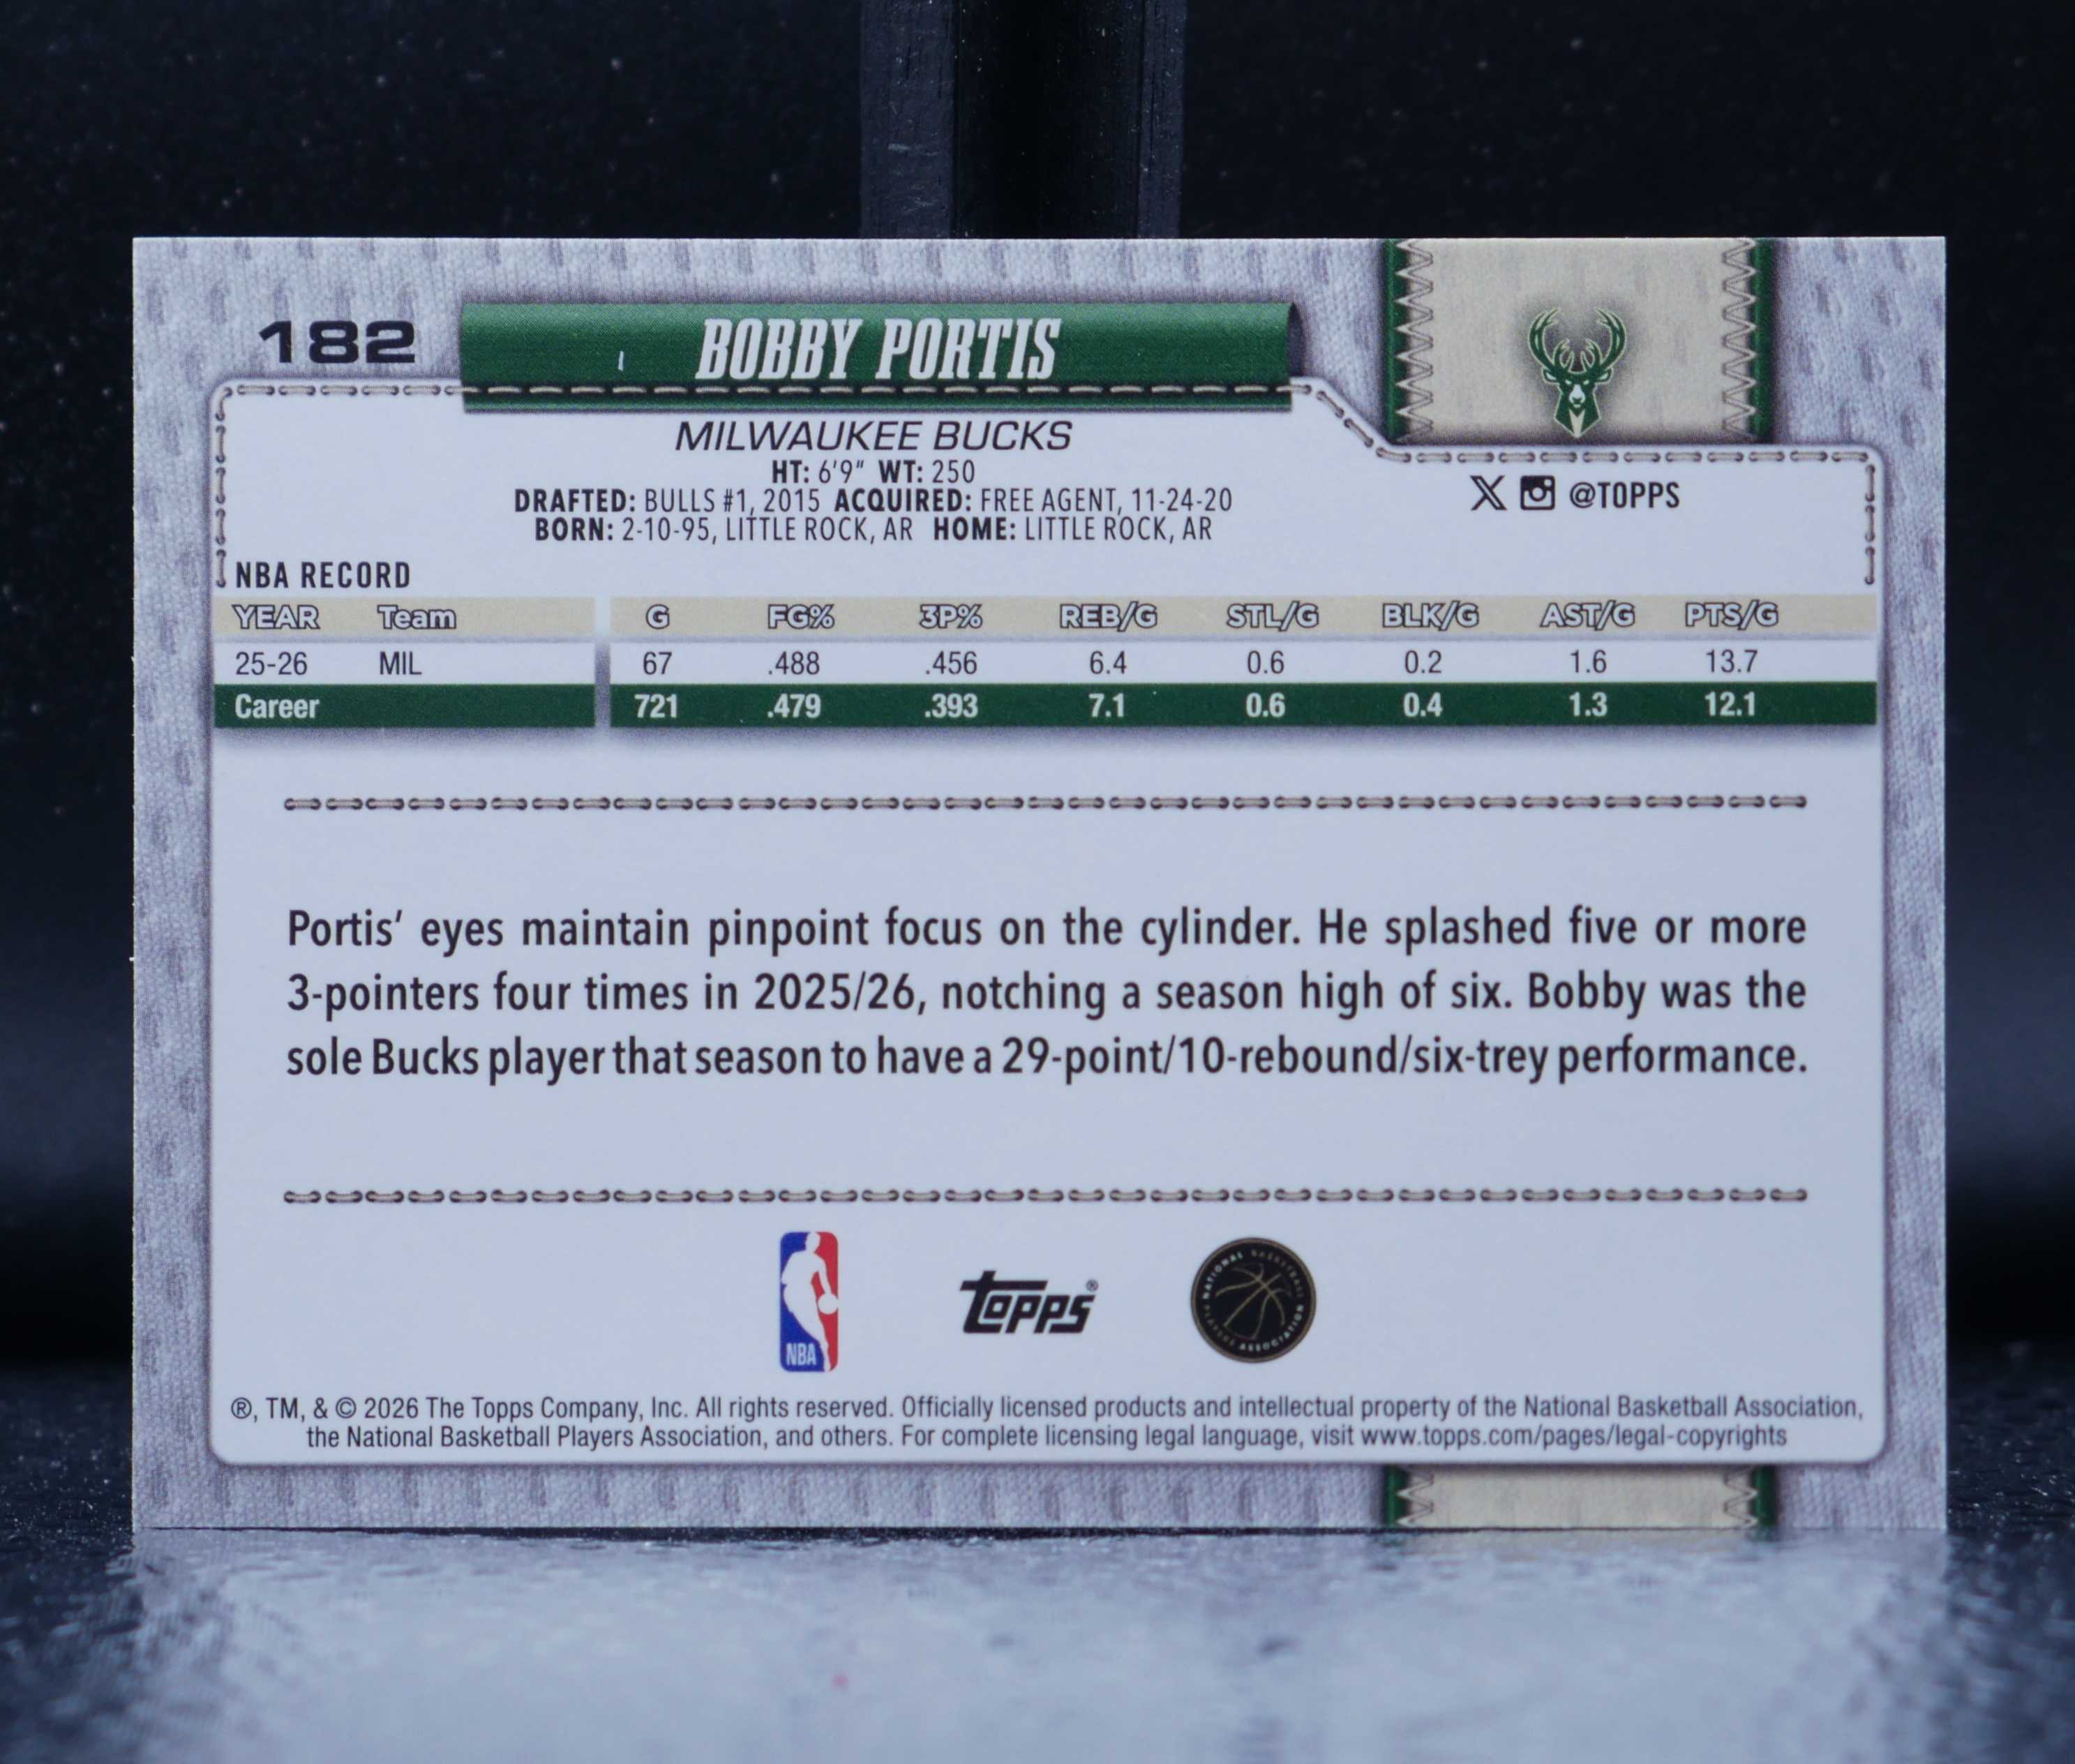 182
BOBBY PORTIS
MILWAUKEE BUCKS
HT: 6'9" WT: 250
DRAFTED: BULLS #1, 2015 ACQUIRED: FREE AGENT, 11-24-20
BORN: 2-10-95, LITTLE ROCK, AR HOME: LITTLE ROCK, AR
@TOPPS
NBA RECORD
YEAR Team G FG% 3P% REB/G STL/G BLK/G AST/G PTS/G
25-26 MIL 67 .488 .456 6.4 0.6 0.2 1.6 13.7
Career 721 .479 .393 7.1 0.6 0.4 1.3 12.1
Portis' eyes maintain pinpoint focus on the cylinder. He splashed five or more
3-pointers four times in 2025/26, notching a season high of six. Bobby was the
sole Bucks player that season to have a 29-point/10-rebound/six-trey performance.
NBA
topps®
NATIONAL BASKETBALL PLAYERS ASSOCIATION
®, TM, & © 2026 The Topps Company, Inc. All rights reserved. Officially licensed products and intellectual property of the National Basketball Association,
the National Basketball Players Association, and others. For complete licensing legal language, visit www.topps.com/pages/legal-copyrights